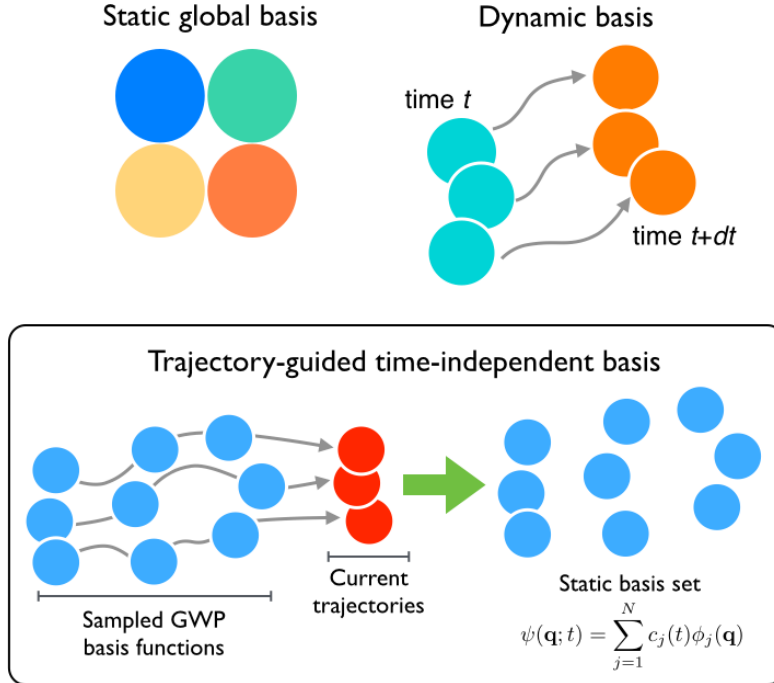 Static global basis
Dynamic basis
time t
time t+dt
Trajectory-guided time-independent basis
Sampled GWP
basis functions
Current
trajectories
Static basis set
ψ(q; t) = ∑_{j=1}^{N} c_j(t)ϕ_j(q)